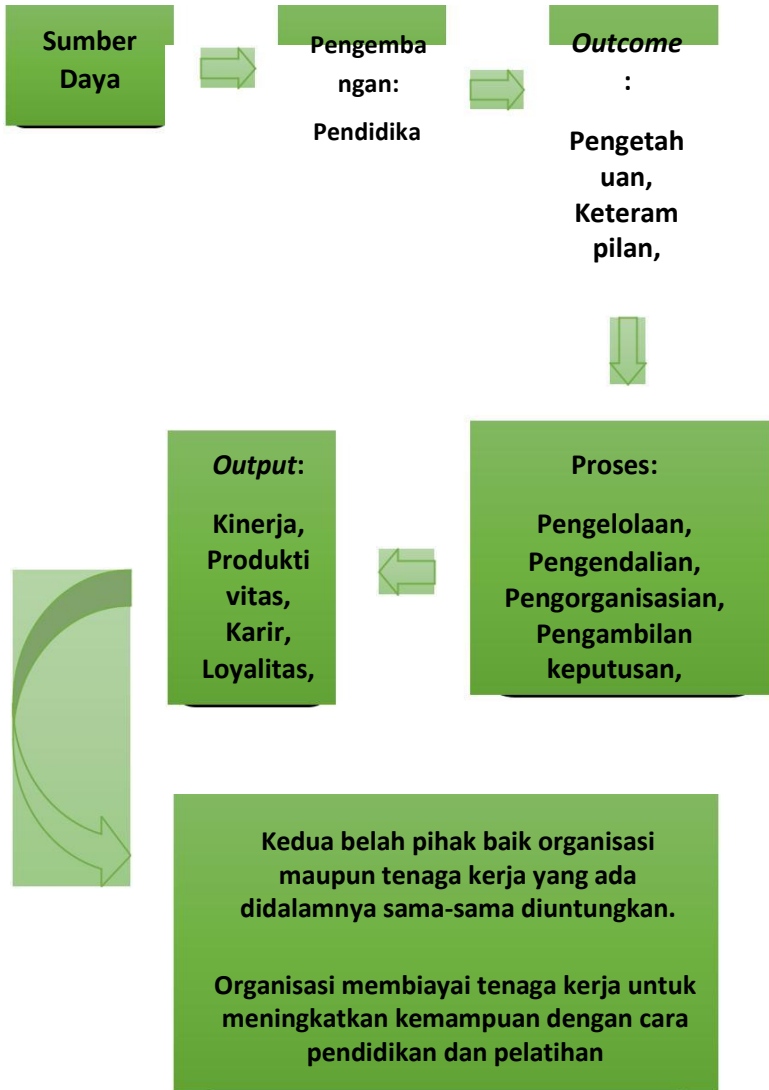 Sumber
Daya
Pengemba
ngan:
Pendidika
Outcome
:
Pengetah
uan,
Keteram
pilan,
Proses:
Pengelolaan,
Pengendalian,
Pengorganisasian,
Pengambilan
keputusan,
Output:
Kinerja,
Produkti
vitas,
Karir,
Loyalitas,
Kedua belah pihak baik organisasi
maupun tenaga kerja yang ada
didalamnya sama-sama diuntungkan.
Organisasi membiayai tenaga kerja untuk
meningkatkan kemampuan dengan cara
pendidikan dan pelatihan